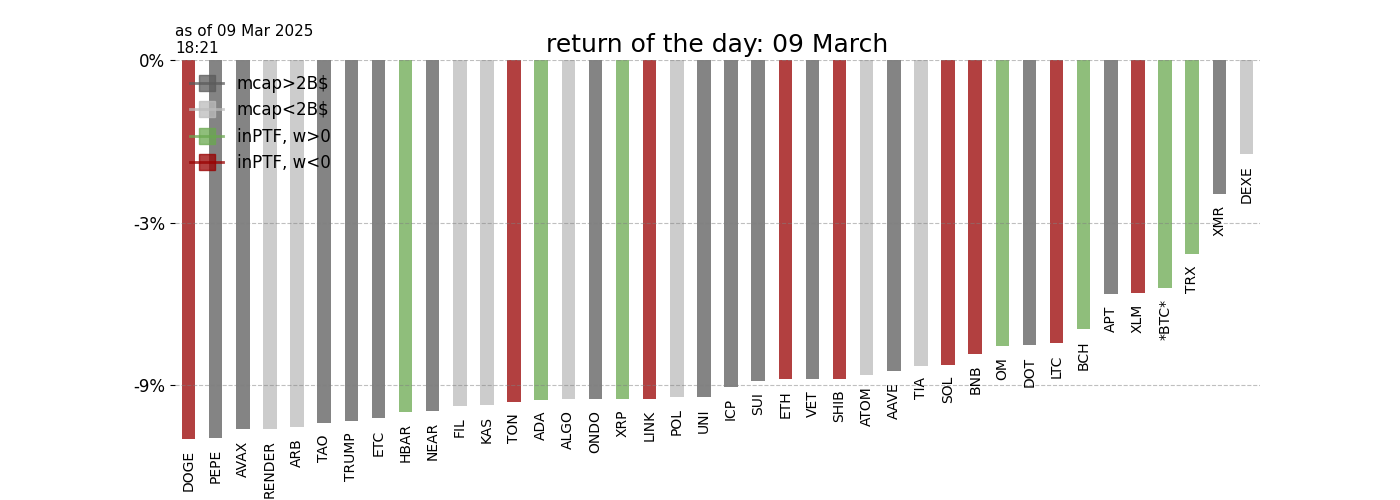 as of 09 Mar 2025
18:21
return of the day: 09 March
0%
-3%
-9%
mcap>2B$
mcap<2B$
inPTF, w>0
inPTF, w<0
DOGE
PEPE
AVAX
RENDER
ARB
TAO
TRUMP
ETC
HBAR
NEAR
FIL
KAS
TON
ADA
ALGO
ONDO
XRP
LINK
POL
UNI
ICP
SUI
ETH
VET
SHIB
ATOM
AAVE
TIA
SOL
BNB
OM
DOT
LTC
BCH
APT
XLM
*BTC*
TRX
XMR
DEXE